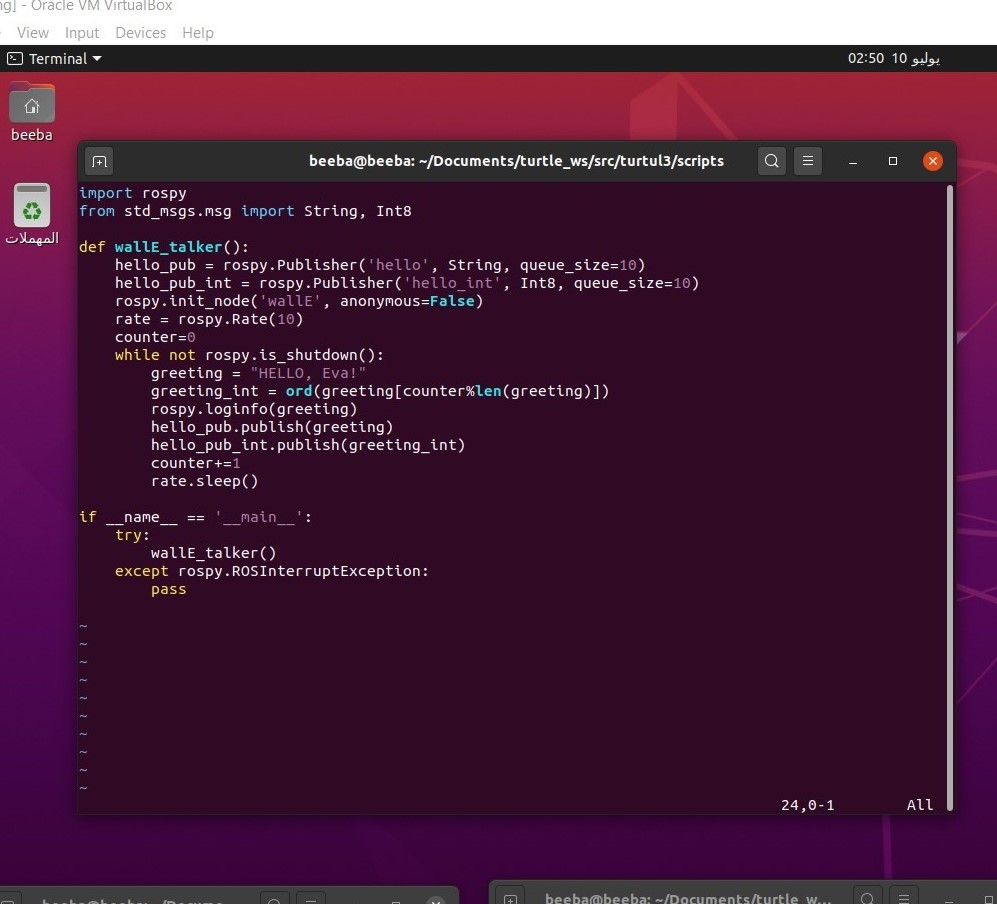 ng] - Oracle VM VirtualBox
View Input Devices Help
Terminal
02:50 10 يوليو
beeba
المهملات
beeba@beeba: ~/Documents/turtle_ws/src/turtul3/scripts
import rospy
from std_msgs.msg import String, Int8
def wallE_talker():
    hello_pub = rospy.Publisher('hello', String, queue_size=10)
    hello_pub_int = rospy.Publisher('hello_int', Int8, queue_size=10)
    rospy.init_node('wallE', anonymous=False)
    rate = rospy.Rate(10)
    counter=0
    while not rospy.is_shutdown():
        greeting = "HELLO, Eva!"
        greeting_int = ord(greeting[counter%len(greeting)])
        rospy.loginfo(greeting)
        hello_pub.publish(greeting)
        hello_pub_int.publish(greeting_int)
        counter+=1
        rate.sleep()
if __name__ == '__main__':
    try:
        wallE_talker()
    except rospy.ROSInterruptException:
        pass
~
~
~
~
~
~
~
~
~
~
24,0-1 All
beeba@beeba: ~/Documents/turtle_w...